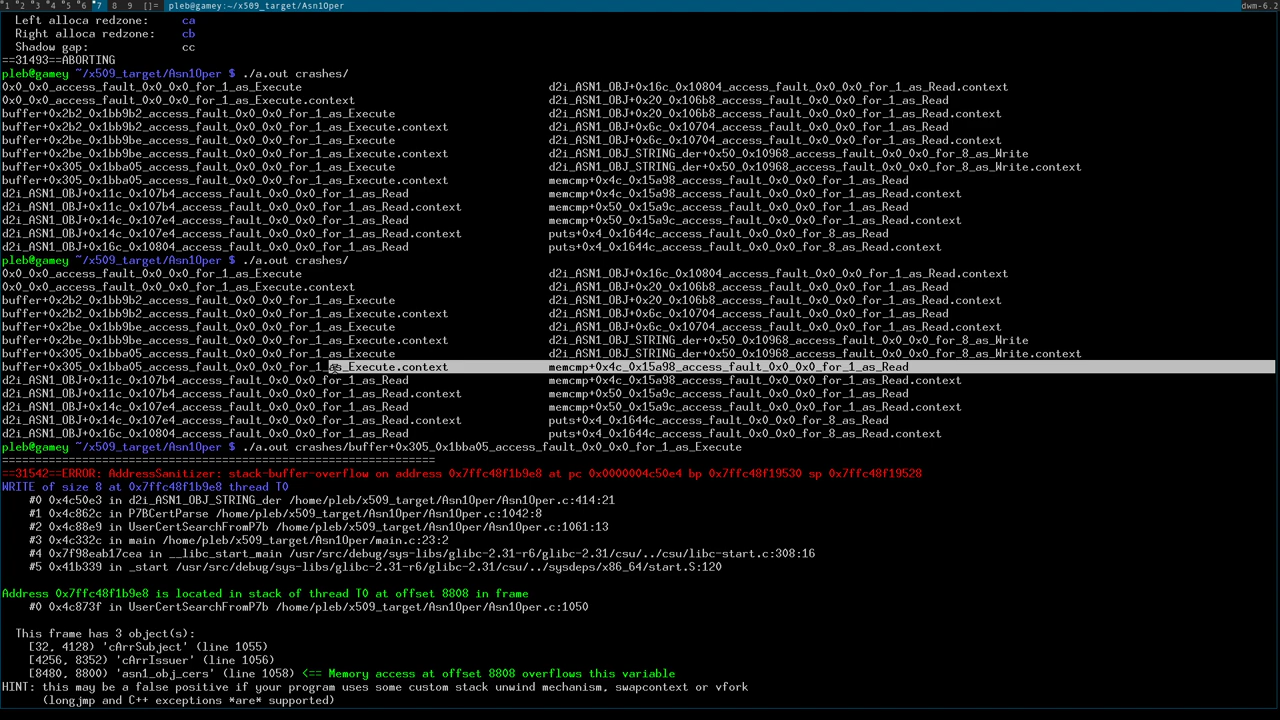 1 2 3 4 5 6 7 8 9 []= pleb@gamey:~/x509_target/Asn1Oper dwm-6.2
Left alloca redzone: ca
Right alloca redzone: cb
Shadow gap: cc
==31493==ABORTING
pleb@gamey ~/x509_target/Asn1Oper $ ./a.out crashes/
0x0_0x0_access_fault_0x0_0x0_for_1_as_Execute d2i_ASN1_OBJ+0x16c_0x10804_access_fault_0x0_0x0_for_1_as_Read.context
0x0_0x0_access_fault_0x0_0x0_for_1_as_Execute.context d2i_ASN1_OBJ+0x20_0x106b8_access_fault_0x0_0x0_for_1_as_Read
buffer+0x2b2_0x1bb9b2_access_fault_0x0_0x0_for_1_as_Execute d2i_ASN1_OBJ+0x20_0x106b8_access_fault_0x0_0x0_for_1_as_Read.context
buffer+0x2b2_0x1bb9b2_access_fault_0x0_0x0_for_1_as_Execute.context d2i_ASN1_OBJ+0x6c_0x10704_access_fault_0x0_0x0_for_1_as_Read
buffer+0x2be_0x1bb9be_access_fault_0x0_0x0_for_1_as_Execute d2i_ASN1_OBJ+0x6c_0x10704_access_fault_0x0_0x0_for_1_as_Read.context
buffer+0x2be_0x1bb9be_access_fault_0x0_0x0_for_1_as_Execute.context d2i_ASN1_OBJ_STRING_der+0x50_0x10968_access_fault_0x0_0x0_for_8_as_Write
buffer+0x305_0x1bba05_access_fault_0x0_0x0_for_1_as_Execute d2i_ASN1_OBJ_STRING_der+0x50_0x10968_access_fault_0x0_0x0_for_8_as_Write.context
buffer+0x305_0x1bba05_access_fault_0x0_0x0_for_1_as_Execute.context memcmp+0x4c_0x15a98_access_fault_0x0_0x0_for_1_as_Read
d2i_ASN1_OBJ+0x11c_0x107b4_access_fault_0x0_0x0_for_1_as_Read memcmp+0x4c_0x15a98_access_fault_0x0_0x0_for_1_as_Read.context
d2i_ASN1_OBJ+0x11c_0x107b4_access_fault_0x0_0x0_for_1_as_Read.context memcmp+0x50_0x15a9c_access_fault_0x0_0x0_for_1_as_Read
d2i_ASN1_OBJ+0x14c_0x107e4_access_fault_0x0_0x0_for_1_as_Read memcmp+0x50_0x15a9c_access_fault_0x0_0x0_for_1_as_Read.context
d2i_ASN1_OBJ+0x14c_0x107e4_access_fault_0x0_0x0_for_1_as_Read.context puts+0x4_0x1644c_access_fault_0x0_0x0_for_8_as_Read
d2i_ASN1_OBJ+0x16c_0x10804_access_fault_0x0_0x0_for_1_as_Read puts+0x4_0x1644c_access_fault_0x0_0x0_for_8_as_Read.context
pleb@gamey ~/x509_target/Asn1Oper $ ./a.out crashes/
0x0_0x0_access_fault_0x0_0x0_for_1_as_Execute d2i_ASN1_OBJ+0x16c_0x10804_access_fault_0x0_0x0_for_1_as_Read.context
0x0_0x0_access_fault_0x0_0x0_for_1_as_Execute.context d2i_ASN1_OBJ+0x20_0x106b8_access_fault_0x0_0x0_for_1_as_Read
buffer+0x2b2_0x1bb9b2_access_fault_0x0_0x0_for_1_as_Execute d2i_ASN1_OBJ+0x20_0x106b8_access_fault_0x0_0x0_for_1_as_Read.context
buffer+0x2b2_0x1bb9b2_access_fault_0x0_0x0_for_1_as_Execute.context d2i_ASN1_OBJ+0x6c_0x10704_access_fault_0x0_0x0_for_1_as_Read
buffer+0x2be_0x1bb9be_access_fault_0x0_0x0_for_1_as_Execute d2i_ASN1_OBJ+0x6c_0x10704_access_fault_0x0_0x0_for_1_as_Read.context
buffer+0x2be_0x1bb9be_access_fault_0x0_0x0_for_1_as_Execute.context d2i_ASN1_OBJ_STRING_der+0x50_0x10968_access_fault_0x0_0x0_for_8_as_Write
buffer+0x305_0x1bba05_access_fault_0x0_0x0_for_1_as_Execute d2i_ASN1_OBJ_STRING_der+0x50_0x10968_access_fault_0x0_0x0_for_8_as_Write.context
buffer+0x305_0x1bba05_access_fault_0x0_0x0_for_1_as_Execute.context memcmp+0x4c_0x15a98_access_fault_0x0_0x0_for_1_as_Read
d2i_ASN1_OBJ+0x11c_0x107b4_access_fault_0x0_0x0_for_1_as_Read memcmp+0x4c_0x15a98_access_fault_0x0_0x0_for_1_as_Read.context
d2i_ASN1_OBJ+0x11c_0x107b4_access_fault_0x0_0x0_for_1_as_Read.context memcmp+0x50_0x15a9c_access_fault_0x0_0x0_for_1_as_Read
d2i_ASN1_OBJ+0x14c_0x107e4_access_fault_0x0_0x0_for_1_as_Read memcmp+0x50_0x15a9c_access_fault_0x0_0x0_for_1_as_Read.context
d2i_ASN1_OBJ+0x14c_0x107e4_access_fault_0x0_0x0_for_1_as_Read.context puts+0x4_0x1644c_access_fault_0x0_0x0_for_8_as_Read
d2i_ASN1_OBJ+0x16c_0x10804_access_fault_0x0_0x0_for_1_as_Read puts+0x4_0x1644c_access_fault_0x0_0x0_for_8_as_Read.context
pleb@gamey ~/x509_target/Asn1Oper $ ./a.out crashes/buffer+0x305_0x1bba05_access_fault_0x0_0x0_for_1_as_Execute
=================================================================
==31542==ERROR: AddressSanitizer: stack-buffer-overflow on address 0x7ffc48f1b9e8 at pc 0x0000004c50e4 bp 0x7ffc48f19530 sp 0x7ffc48f19528
WRITE of size 8 at 0x7ffc48f1b9e8 thread T0
#0 0x4c50e3 in d2i_ASN1_OBJ_STRING_der /home/pleb/x509_target/Asn1Oper/Asn1Oper.c:414:21
#1 0x4c862c in P7BCertParse /home/pleb/x509_target/Asn1Oper/Asn1Oper.c:1042:8
#2 0x4c88e9 in UserCertSearchFromP7b /home/pleb/x509_target/Asn1Oper/Asn1Oper.c:1061:13
#3 0x4c332c in main /home/pleb/x509_target/Asn1Oper/main.c:23:2
#4 0x7f98eab17cea in __libc_start_main /usr/src/debug/sys-libs/glibc-2.31-r6/glibc-2.31/csu/../csu/libc-start.c:308:16
#5 0x41b339 in _start /usr/src/debug/sys-libs/glibc-2.31-r6/glibc-2.31/csu/../sysdeps/x86_64/start.S:120
Address 0x7ffc48f1b9e8 is located in stack of thread T0 at offset 8808 in frame
#0 0x4c873f in UserCertSearchFromP7b /home/pleb/x509_target/Asn1Oper/Asn1Oper.c:1050
This frame has 3 object(s):
[32, 4128) 'cArrSubject' (line 1055)
[4256, 8352) 'cArrIssuer' (line 1056)
[8480, 8800) 'asn1_obj_cers' (line 1058) <== Memory access at offset 8808 overflows this variable
HINT: this may be a false positive if your program uses some custom stack unwind mechanism, swapcontext or vfork
(longjmp and C++ exceptions *are* supported)